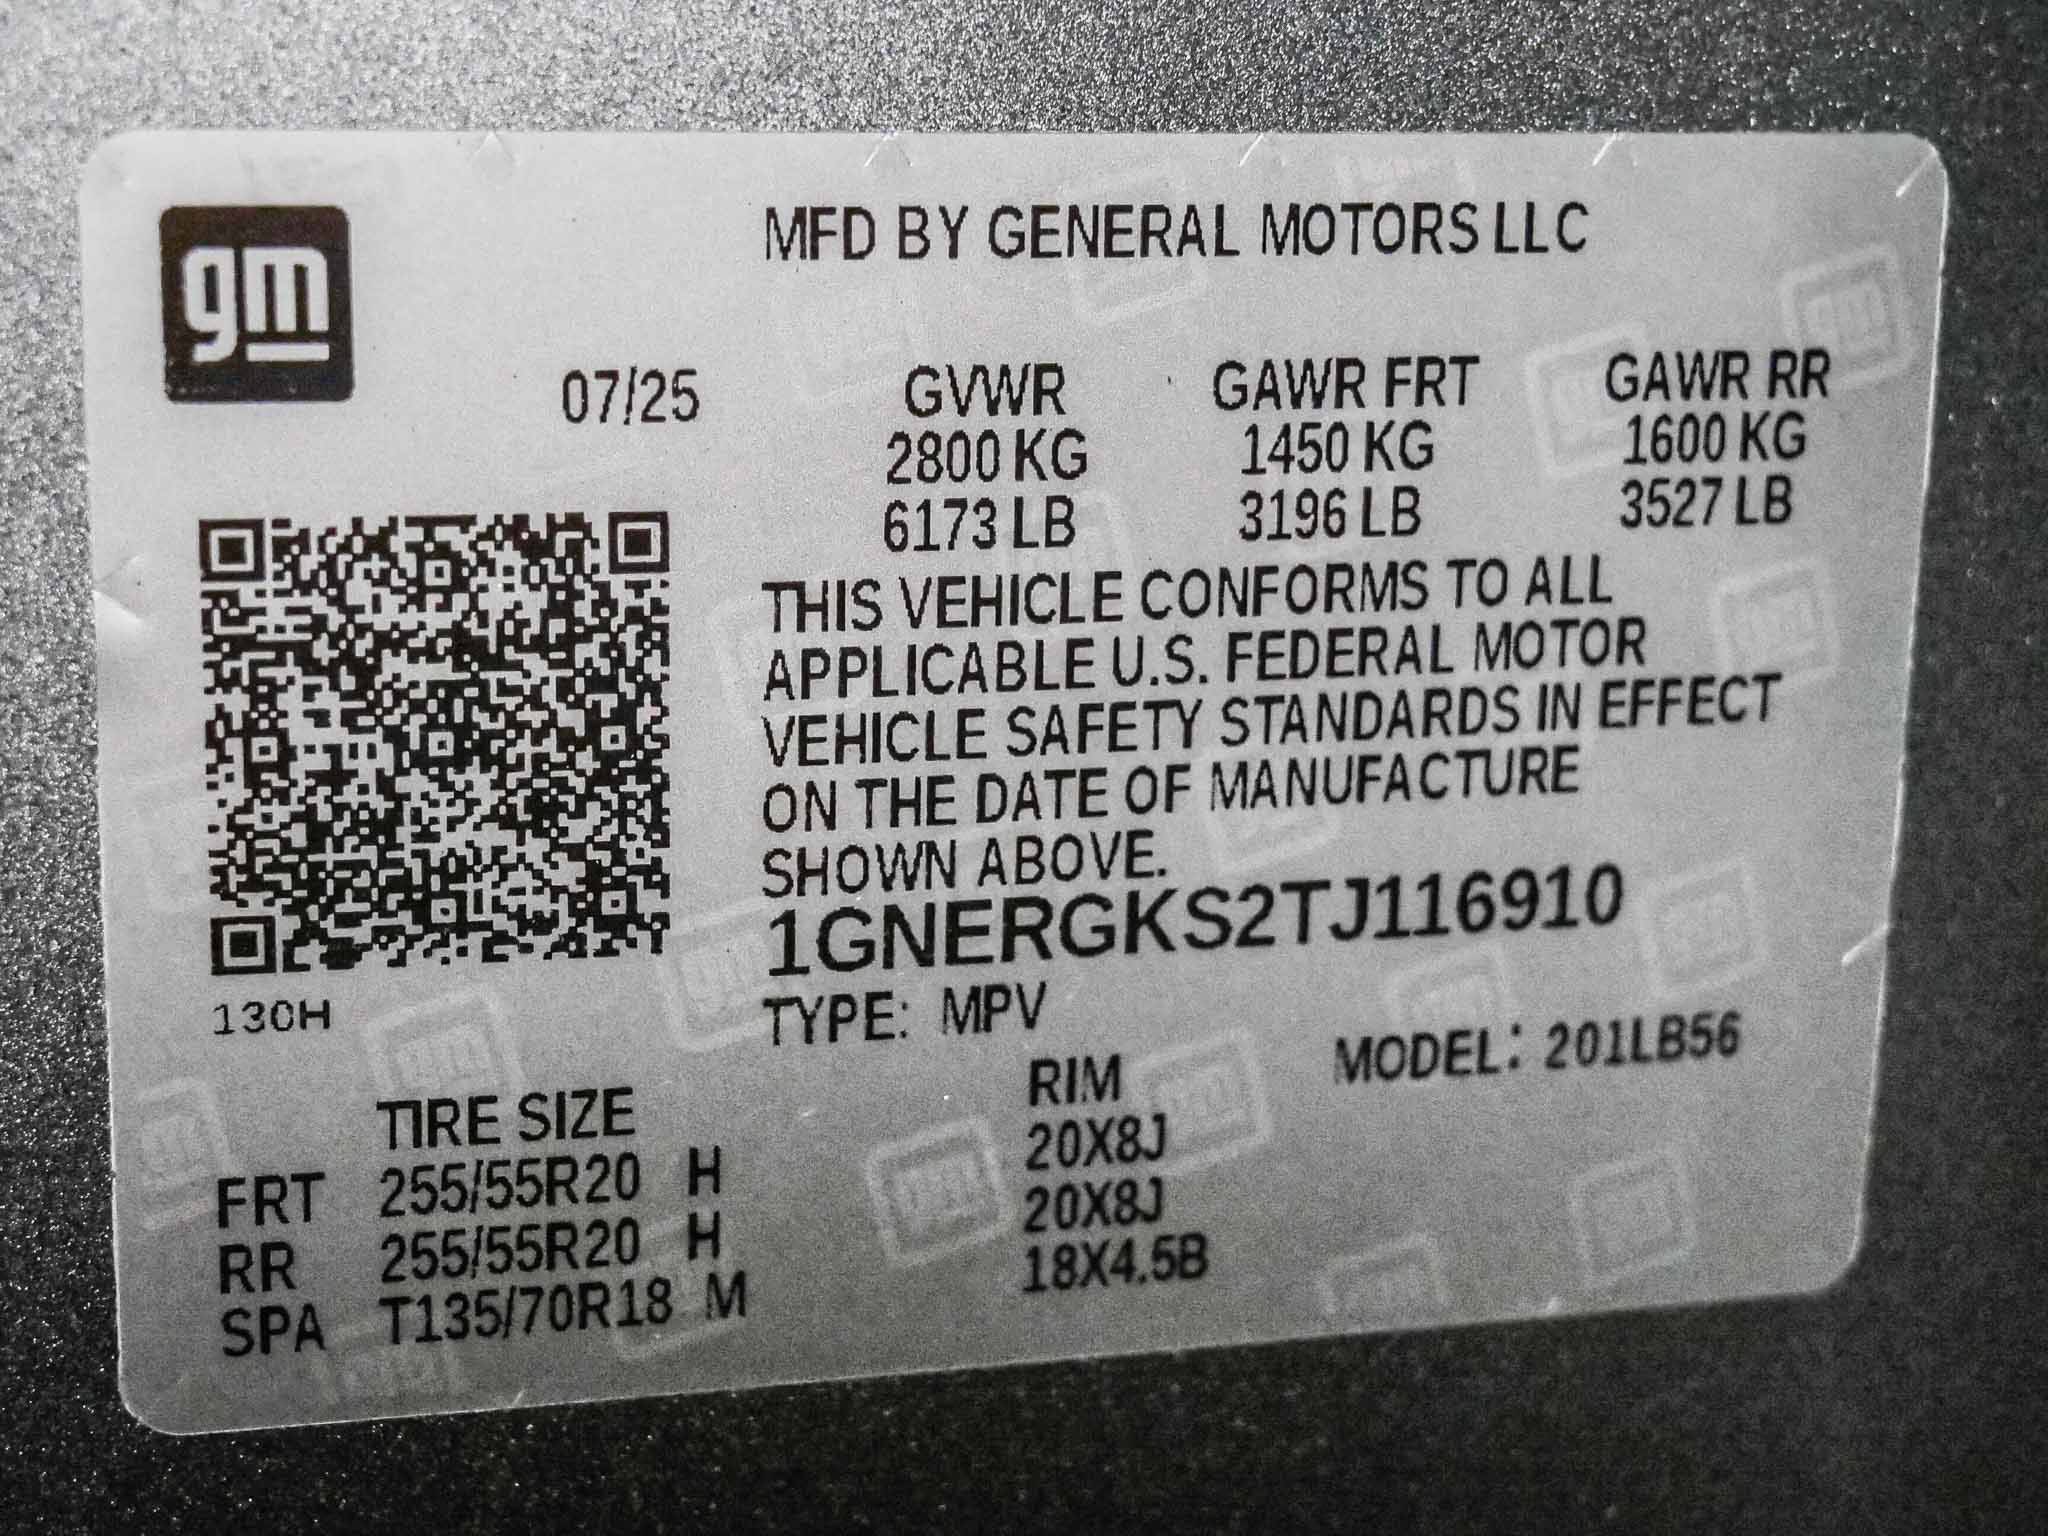 gm
MFD BY GENERAL MOTORS LLC
07/25 GVWR GAWR FRT GAWR RR
2800 KG 1450 KG 1600 KG
6173 LB 3196 LB 3527 LB
THIS VEHICLE CONFORMS TO ALL
APPLICABLE U.S. FEDERAL MOTOR
VEHICLE SAFETY STANDARDS IN EFFECT
ON THE DATE OF MANUFACTURE
SHOWN ABOVE.
1GNERGKS2TJ116910
130H
TYPE: MPV MODEL: 201LB56
TIRE SIZE RIM
FRT 255/55R20 H 20X8J
RR 255/55R20 H 20X8J
SPA T135/70R18 M 18X4.5B